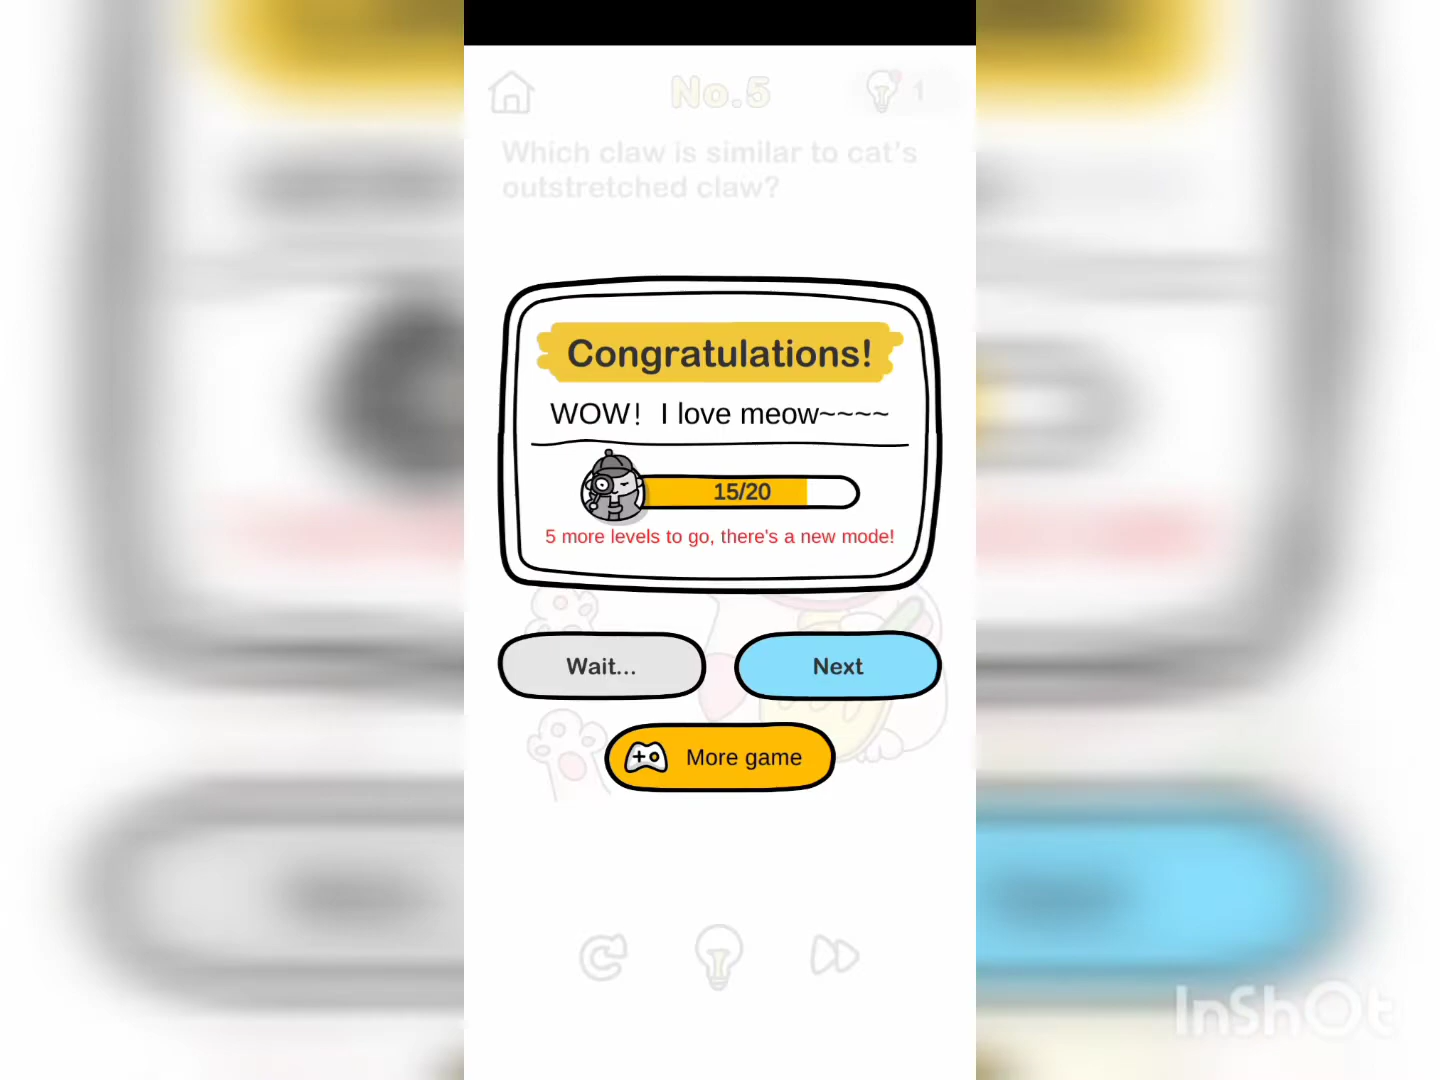 No.5
1
Which claw is similar to cat's
outstretched claw?
Congratulations!
WOW! I love meow~~~~
15/20
5 more levels to go, there's a new mode!
Wait...
Next
More game
InShOt